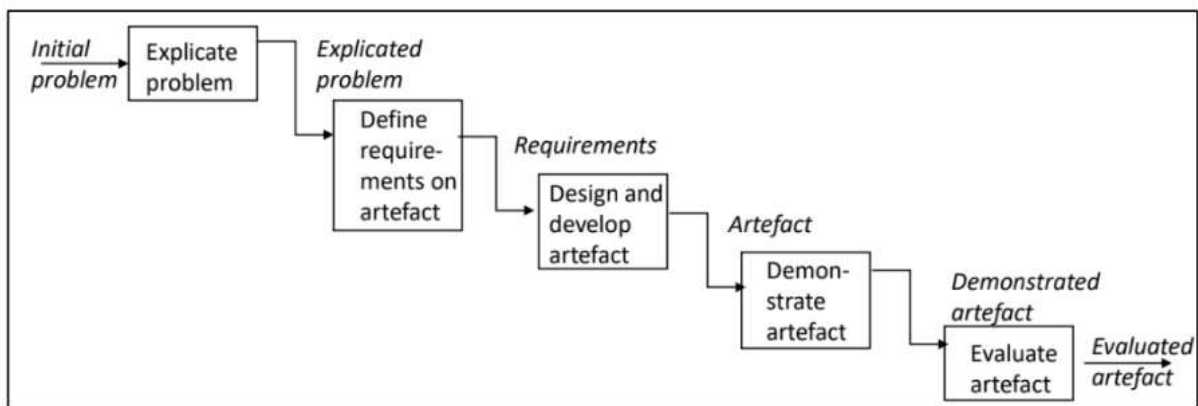 Initial
problem
Explicate
problem
Explicated
problem
Define
require-
ments on
artefact
Requirements
Design and
develop
artefact
Artefact
Demon-
strate
artefact
Demonstrated
artefact
Evaluate
artefact
Evaluated
artefact